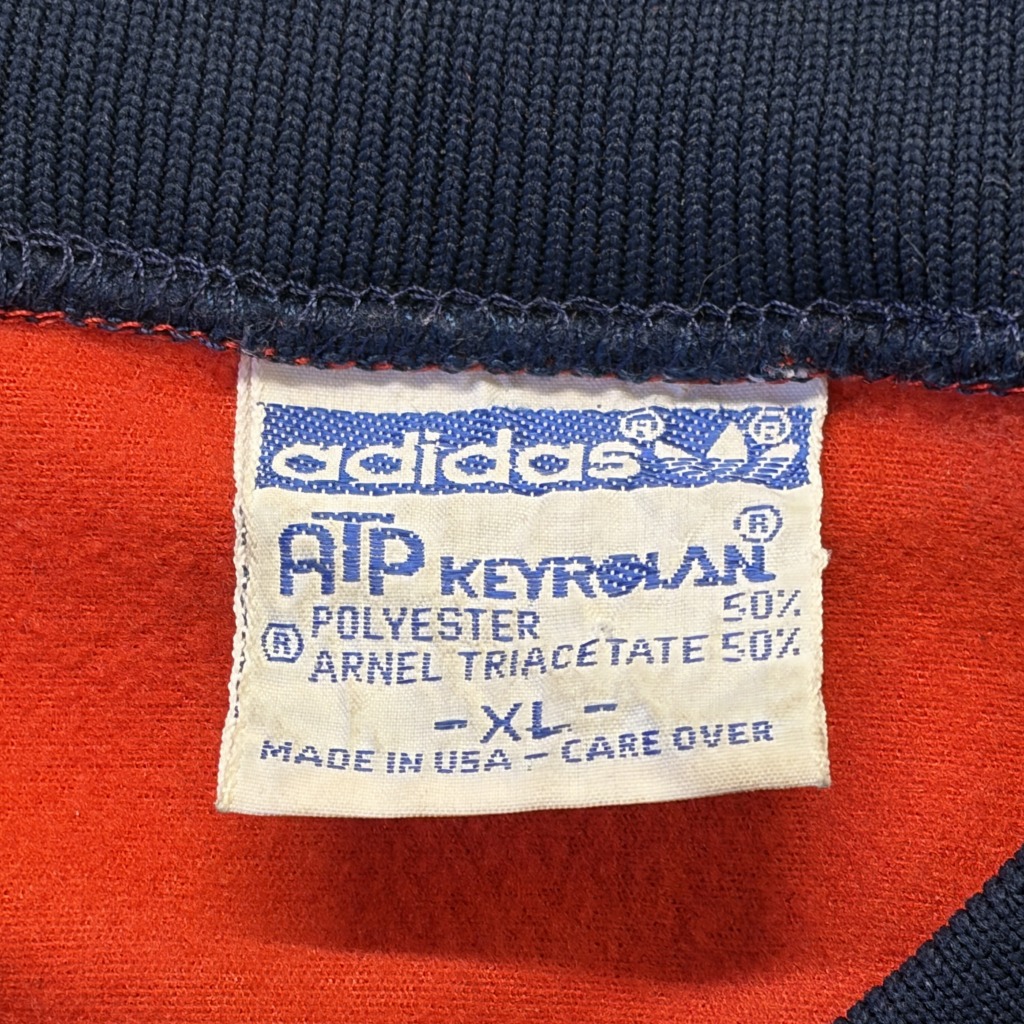 adidas® ®
ATP KEYROLAN®
POLYESTER 50%
® ARNEL TRIACETATE 50%
- XL -
MADE IN USA - CARE OVER